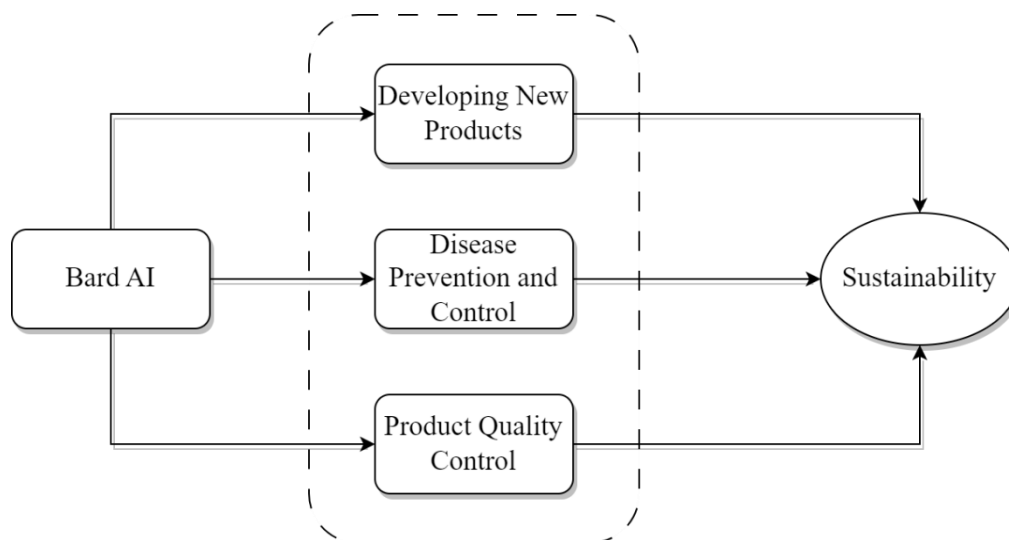 Developing New
Products
Bard AI
Disease
Prevention and
Control
Sustainability
Product Quality
Control